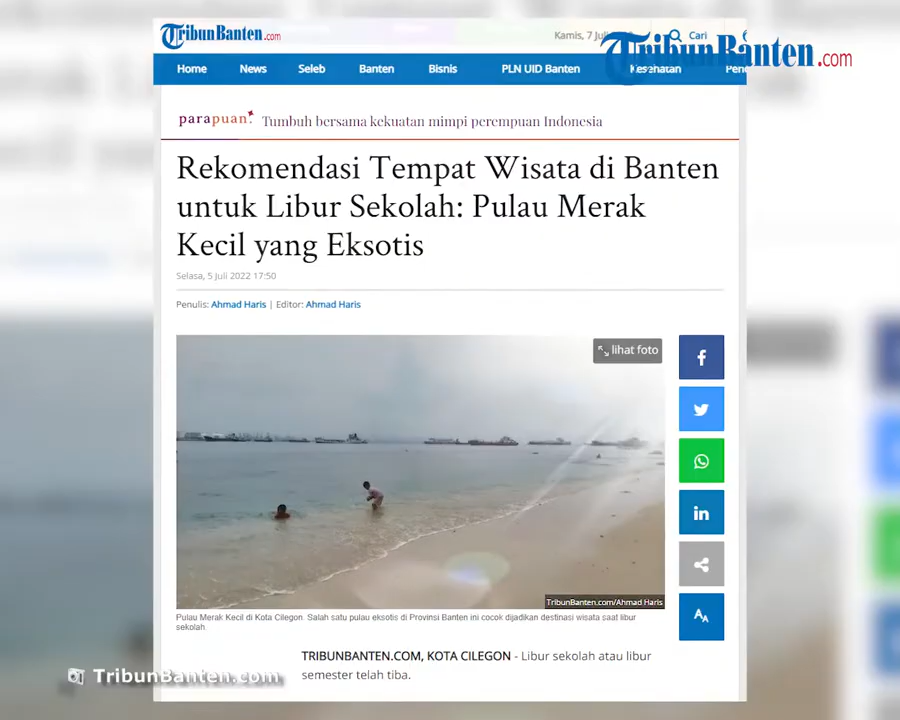 TribunBanten.com
Kamis, 7 Jul
Cari
TribunBanten.com
Home News Seleb Banten Bisnis PLN UID Banten Kesehatan Pend
parapuan. Tumbuh bersama kekuatan mimpi perempuan Indonesia
Rekomendasi Tempat Wisata di Banten
untuk Libur Sekolah: Pulau Merak
Kecil yang Eksotis
Selasa, 5 Juli 2022 17:50
Penulis: Ahmad Haris | Editor: Ahmad Haris
lihat foto
TribunBanten.com/Ahmad Haris
Pulau Merak Kecil di Kota Cilegon. Salah satu pulau eksotis di Provinsi Banten ini cocok dijadikan destinasi wisata saat libur
sekolah.
TRIBUNBANTEN.COM, KOTA CILEGON - Libur sekolah atau libur
semester telah tiba.
TribunBanten.com